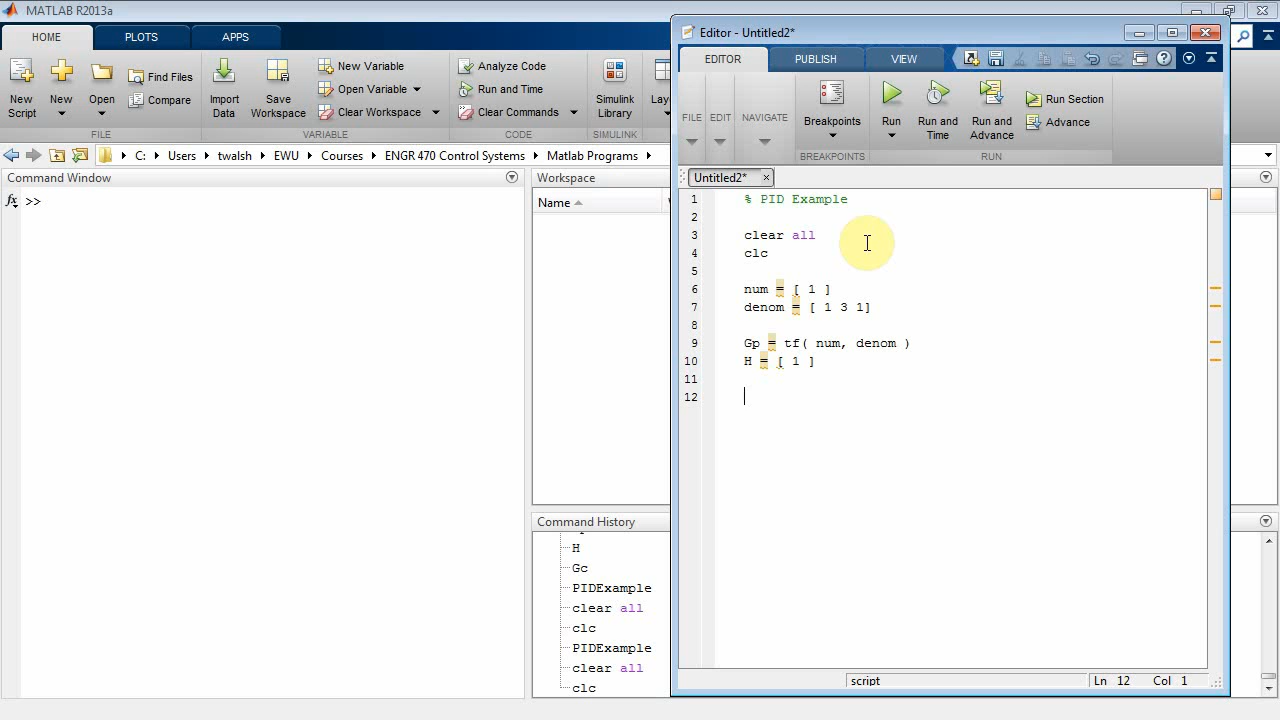 MATLAB R2013a
HOME PLOTS APPS
New Script
New
Open
Find Files
Compare
FILE
Import Data
Save Workspace
New Variable
Open Variable
Clear Workspace
VARIABLE
Analyze Code
Run and Time
Clear Commands
CODE
Simulink Library
SIMULINK
Lay
C: Users twalsh EWU Courses ENGR 470 Control Systems Matlab Programs
Command Window
fx >>
Workspace
Name
Command History
H
Gc
PIDExample
clear all
clc
PIDExample
clear all
clc
Editor - Untitled2*
EDITOR PUBLISH VIEW
FILE EDIT NAVIGATE
Breakpoints
BREAKPOINTS
Run
Run and Time
Run and Advance
Run Section
Advance
RUN
Untitled2*
1 % PID Example
2
3 clear all
4 clc
5
6 num = [ 1 ]
7 denom = [ 1 3 1]
8
9 Gp = tf( num, denom )
10 H = [ 1 ]
11
12
script
Ln 12 Col 1